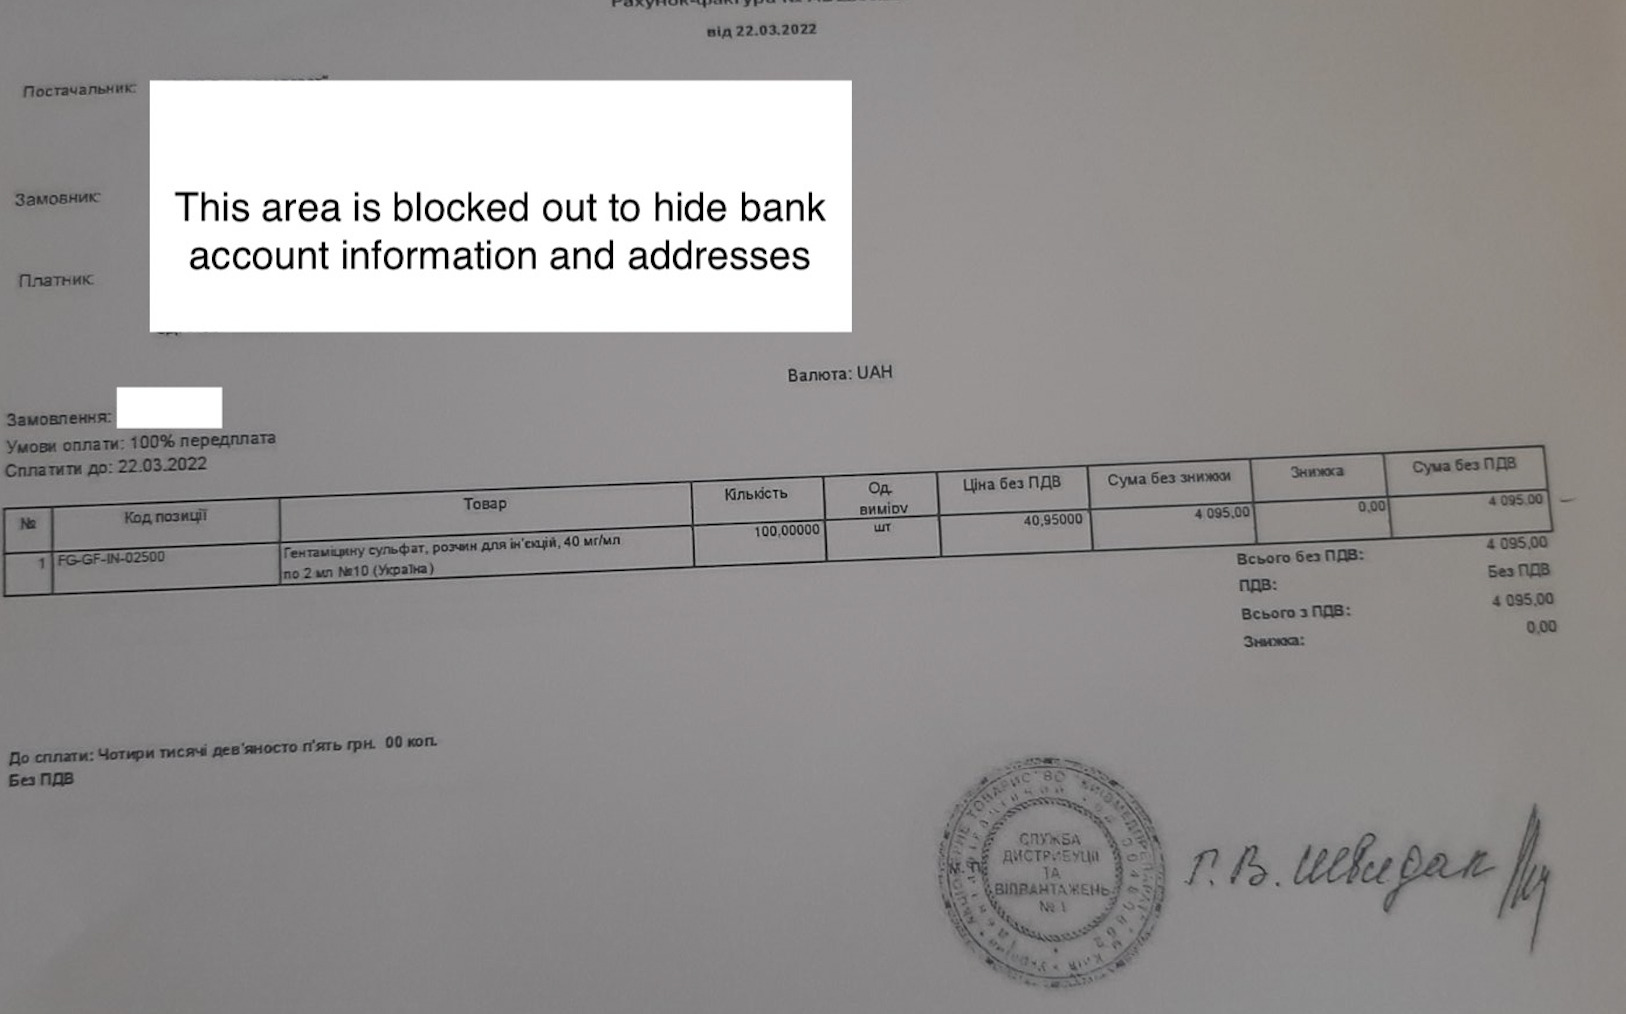 Рахунок-фактура
від 22.03.2022
Постачальник:
This area is blocked out to hide bank
account information and addresses
Замовник:
Платник:
Валюта: UAH
Замовлення:
Умови оплати: 100% передплата
Сплатити до: 22.03.2022
№ Код позиції Товар Кількість Од. виміру Ціна без ПДВ Сума без знижки Знижка Сума без ПДВ
1 FG-GF-IN-02500 Гентаміцину сульфат, розчин для ін'єкцій, 40 мг/мл 100,00000 шт 40,95000 4 095,00 0,00 4 095,00
по 2 мл №10 (Україна)
Всього без ПДВ: 4 095,00
ПДВ: Без ПДВ
Всього з ПДВ: 4 095,00
Знижка: 0,00
До сплати: Чотири тисячі дев'яносто п'ять грн. 00 коп.
Без ПДВ
М.П.
СЛУЖБА
ДИСТРИБУЦІЇ
ТА
ВІДВАНТАЖЕНЬ
№ 1
Г. В. Швидак